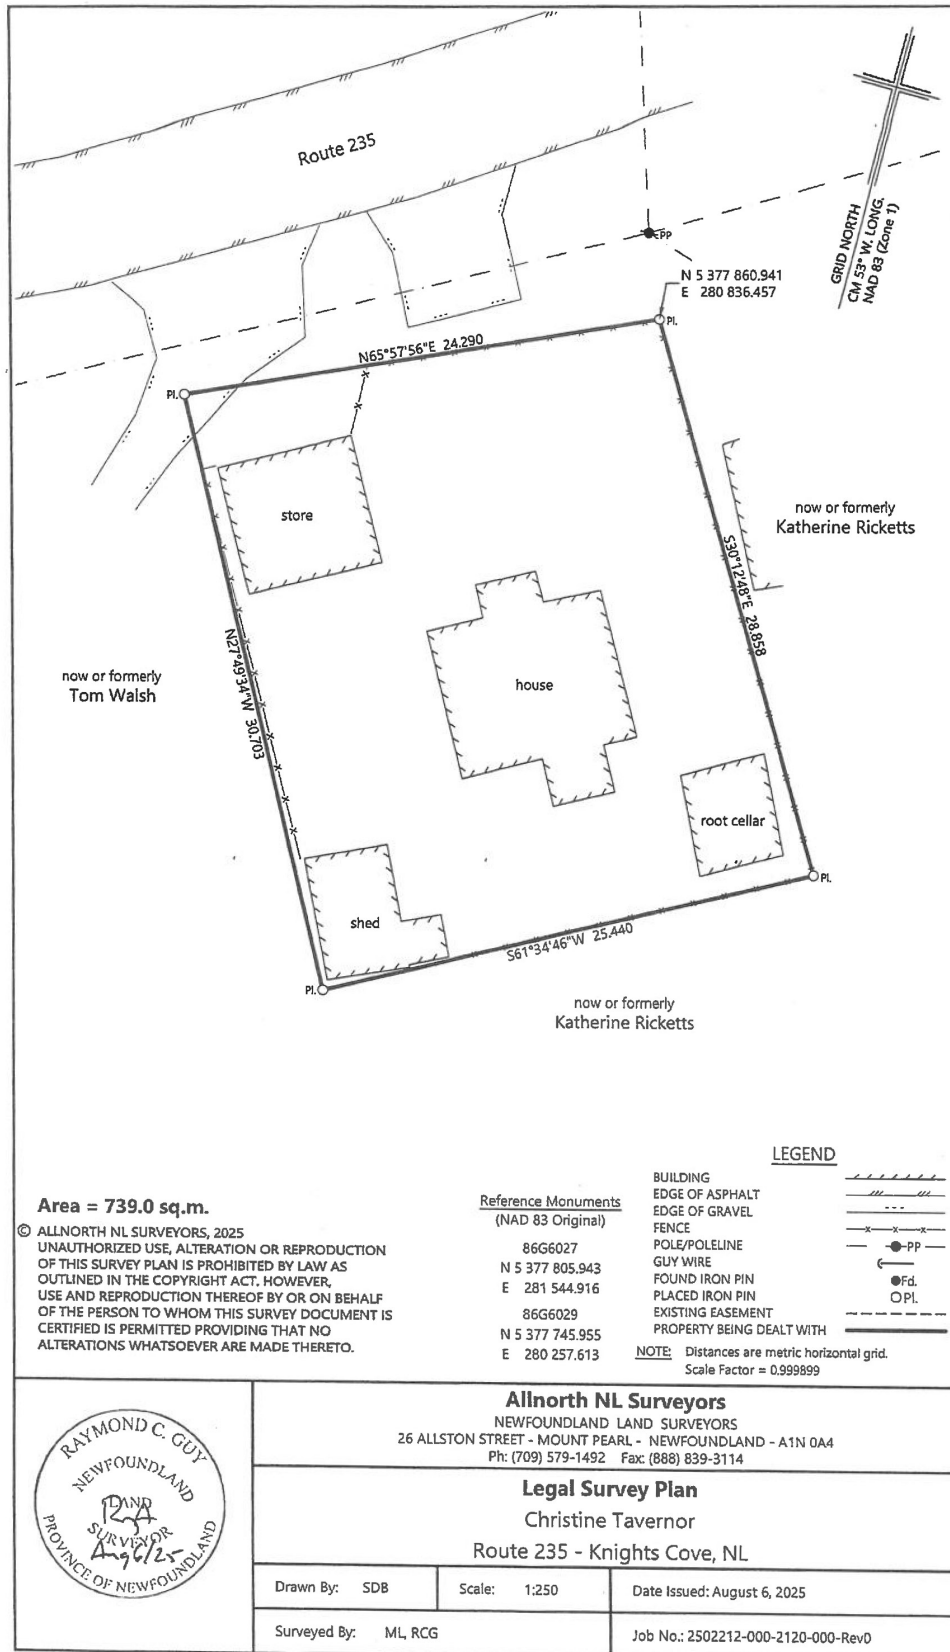 Route 235
PP
GRID NORTH
CM 53° W. LONG.
NAD 83 (Zone 1)
N 5 377 860.941
E 280 836.457
PI.
N65°57'56"E 24.290
PI.
store
now or formerly
Katherine Ricketts
S30°12'48"E 28.858
N27°49'34"W 30.703
now or formerly
Tom Walsh
house
root cellar
PI.
shed
S61°34'46"W 25.440
PI.
now or formerly
Katherine Ricketts
Area = 739.0 sq.m.
© ALLNORTH NL SURVEYORS, 2025
UNAUTHORIZED USE, ALTERATION OR REPRODUCTION
OF THIS SURVEY PLAN IS PROHIBITED BY LAW AS
OUTLINED IN THE COPYRIGHT ACT. HOWEVER,
USE AND REPRODUCTION THEREOF BY OR ON BEHALF
OF THE PERSON TO WHOM THIS SURVEY DOCUMENT IS
CERTIFIED IS PERMITTED PROVIDING THAT NO
ALTERATIONS WHATSOEVER ARE MADE THERETO.
Reference Monuments
(NAD 83 Original)
86G6027
N 5 377 805.943
E 281 544.916
86G6029
N 5 377 745.955
E 280 257.613
LEGEND
BUILDING
EDGE OF ASPHALT
EDGE OF GRAVEL
FENCE
POLE/POLELINE PP
GUY WIRE
FOUND IRON PIN Fd.
PLACED IRON PIN PI.
EXISTING EASEMENT
PROPERTY BEING DEALT WITH
NOTE: Distances are metric horizontal grid.
Scale Factor = 0.999899
RAYMOND C. GUY
NEWFOUNDLAND
LAND
SURVEYOR
Aug 6/25
PROVINCE OF NEWFOUNDLAND
Allnorth NL Surveyors
NEWFOUNDLAND LAND SURVEYORS
26 ALLSTON STREET - MOUNT PEARL - NEWFOUNDLAND - A1N 0A4
Ph: (709) 579-1492 Fax: (888) 839-3114
Legal Survey Plan
Christine Tavernor
Route 235 - Knights Cove, NL
Drawn By: SDB
Scale: 1:250
Date Issued: August 6, 2025
Surveyed By: ML, RCG
Job No.: 2502212-000-2120-000-Rev0